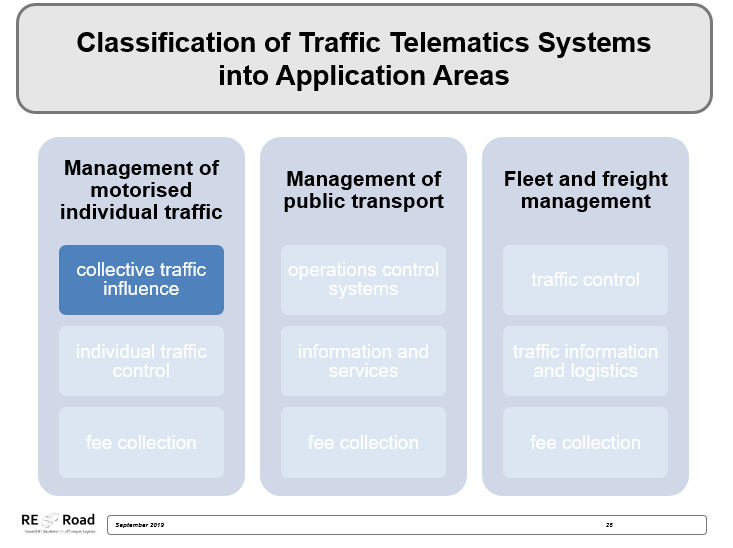 Classification of Traffic Telematics Systems
into Application Areas
Management of
motorised
individual traffic
collective traffic
influence
individual traffic
control
fee collection
Management of
public transport
operations control
systems
information and
services
fee collection
Fleet and freight
management
traffic control
traffic information
and logistics
fee collection
RE Road
September 2019